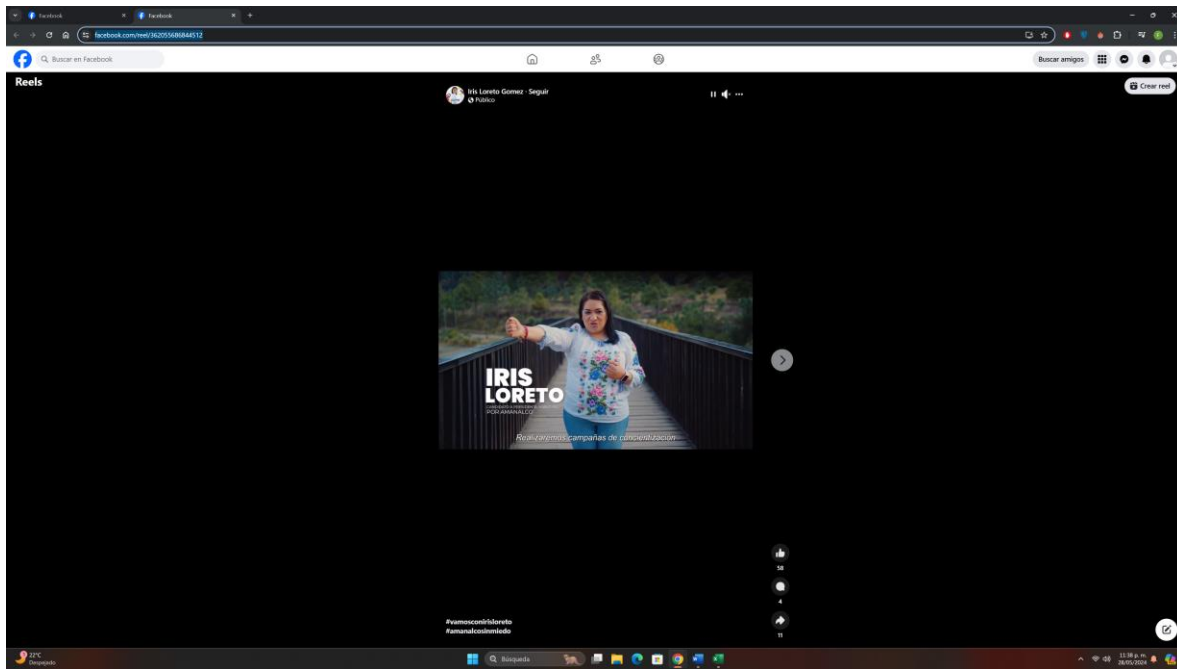 Facebook
Facebook
facebook.com/reel/362055686844512
Buscar en Facebook
Buscar amigos
Reels
Crear reel
Iris Loreto Gomez · Seguir
Público
IRIS
LORETO
POR AMANALCO
Realizaremos campañas de concientización
58
4
11
#vamosconirisloreto
#amanalcosinmiedo
22°C
Despejado
Búsqueda
11:38 p. m.
28/05/2024